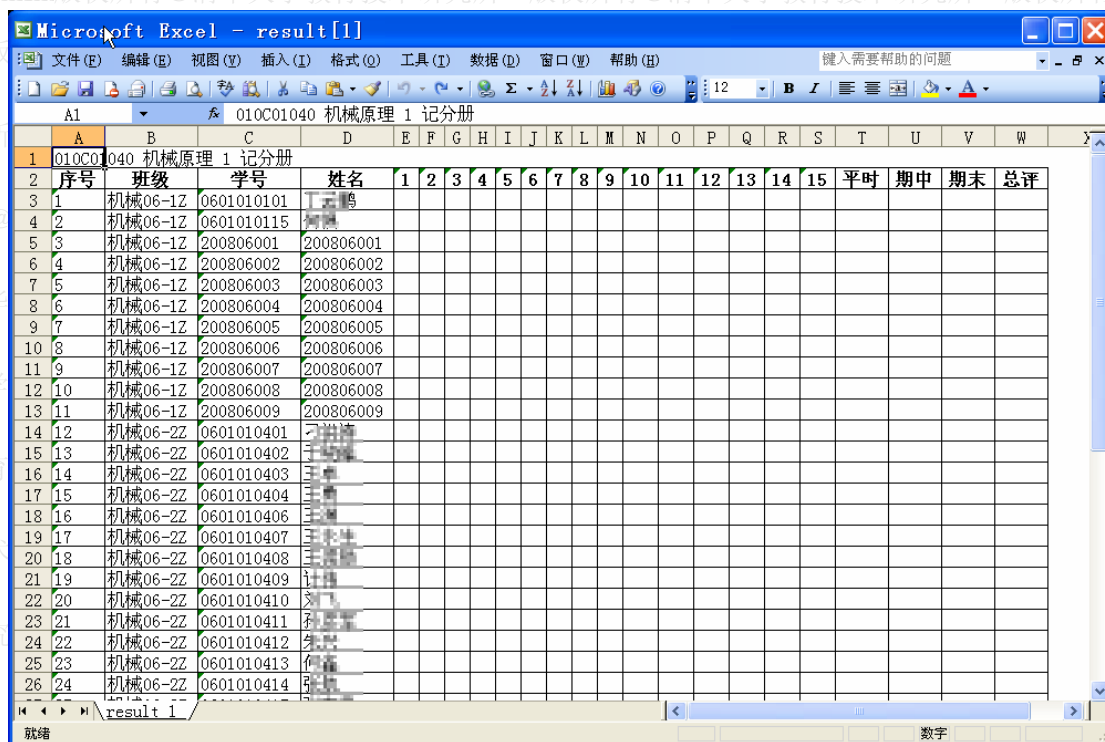 Microsoft Excel - result[1]
文件(F) 编辑(E) 视图(V) 插入(I) 格式(O) 工具(T) 数据(D) 窗口(W) 帮助(H) 键入需要帮助的问题
12 B I A
A1 fx 010C01040 机械原理 1 记分册
A B C D E F G H I J K L M N O P Q R S T U V W
1 010C01040 机械原理 1 记分册
2 序号 班级 学号 姓名 1 2 3 4 5 6 7 8 9 10 11 12 13 14 15 平时 期中 期末 总评
3 1 机械06-1Z 0601010101
4 2 机械06-1Z 0601010115
5 3 机械06-1Z 200806001 200806001
6 4 机械06-1Z 200806002 200806002
7 5 机械06-1Z 200806003 200806003
8 6 机械06-1Z 200806004 200806004
9 7 机械06-1Z 200806005 200806005
10 8 机械06-1Z 200806006 200806006
11 9 机械06-1Z 200806007 200806007
12 10 机械06-1Z 200806008 200806008
13 11 机械06-1Z 200806009 200806009
14 12 机械06-2Z 0601010401
15 13 机械06-2Z 0601010402
16 14 机械06-2Z 0601010403
17 15 机械06-2Z 0601010404
18 16 机械06-2Z 0601010406
19 17 机械06-2Z 0601010407
20 18 机械06-2Z 0601010408
21 19 机械06-2Z 0601010409
22 20 机械06-2Z 0601010410
23 21 机械06-2Z 0601010411
24 22 机械06-2Z 0601010412
25 23 机械06-2Z 0601010413
26 24 机械06-2Z 0601010414
result 1
就绪 数字